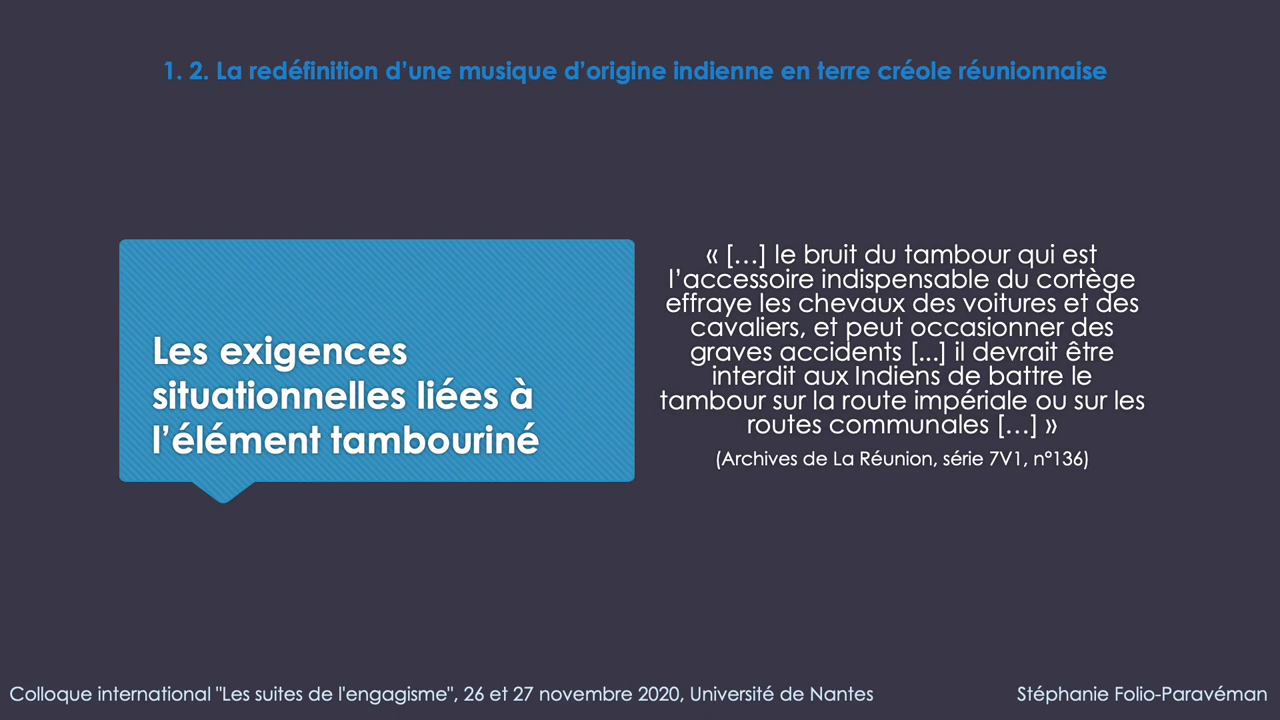 1. 2. La redéfinition d’une musique d’origine indienne en terre créole réunionnaise
Les exigences
situationnelles liées à
l’élément tambouriné
« […] le bruit du tambour qui est
l’accessoire indispensable du cortège
effraye les chevaux des voitures et des
cavaliers, et peut occasionner des
graves accidents [...] il devrait être
interdit aux Indiens de battre le
tambour sur la route impériale ou sur les
routes communales […] »
(Archives de La Réunion, série 7V1, n°136)
Colloque international "Les suites de l'engagisme", 26 et 27 novembre 2020, Université de Nantes
Stéphanie Folio-Paravéman